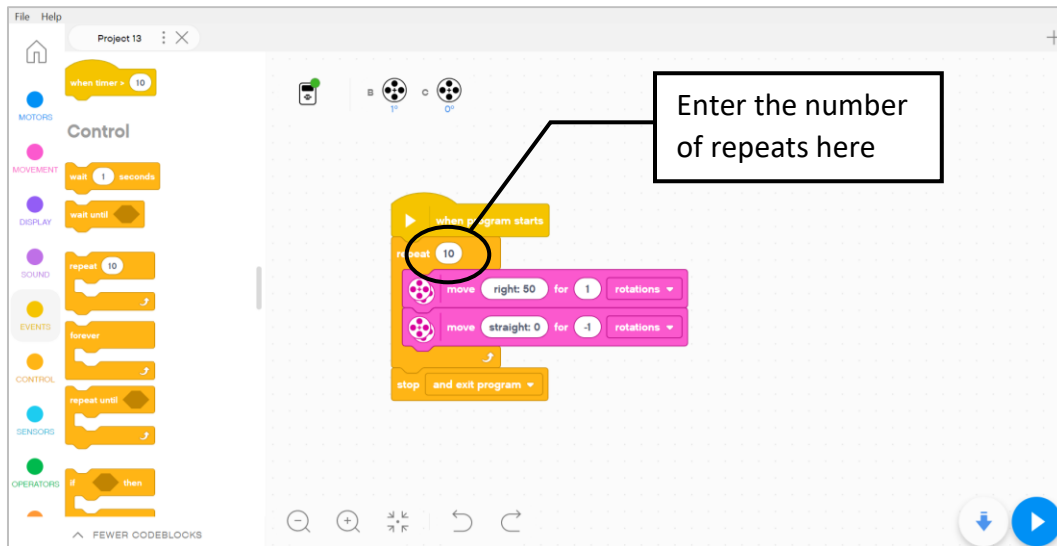 File Help
Project 13
when timer > 10
Control
MOTORS
MOVEMENT
DISPLAY
SOUND
EVENTS
CONTROL
SENSORS
OPERATORS
wait 1 seconds
wait until
repeat 10
forever
repeat until
if then
FEWER CODEBLOCKS
B 1° C 0°
Enter the number
of repeats here
when program starts
repeat 10
move right: 50 for 1 rotations
move straight: 0 for -1 rotations
stop and exit program